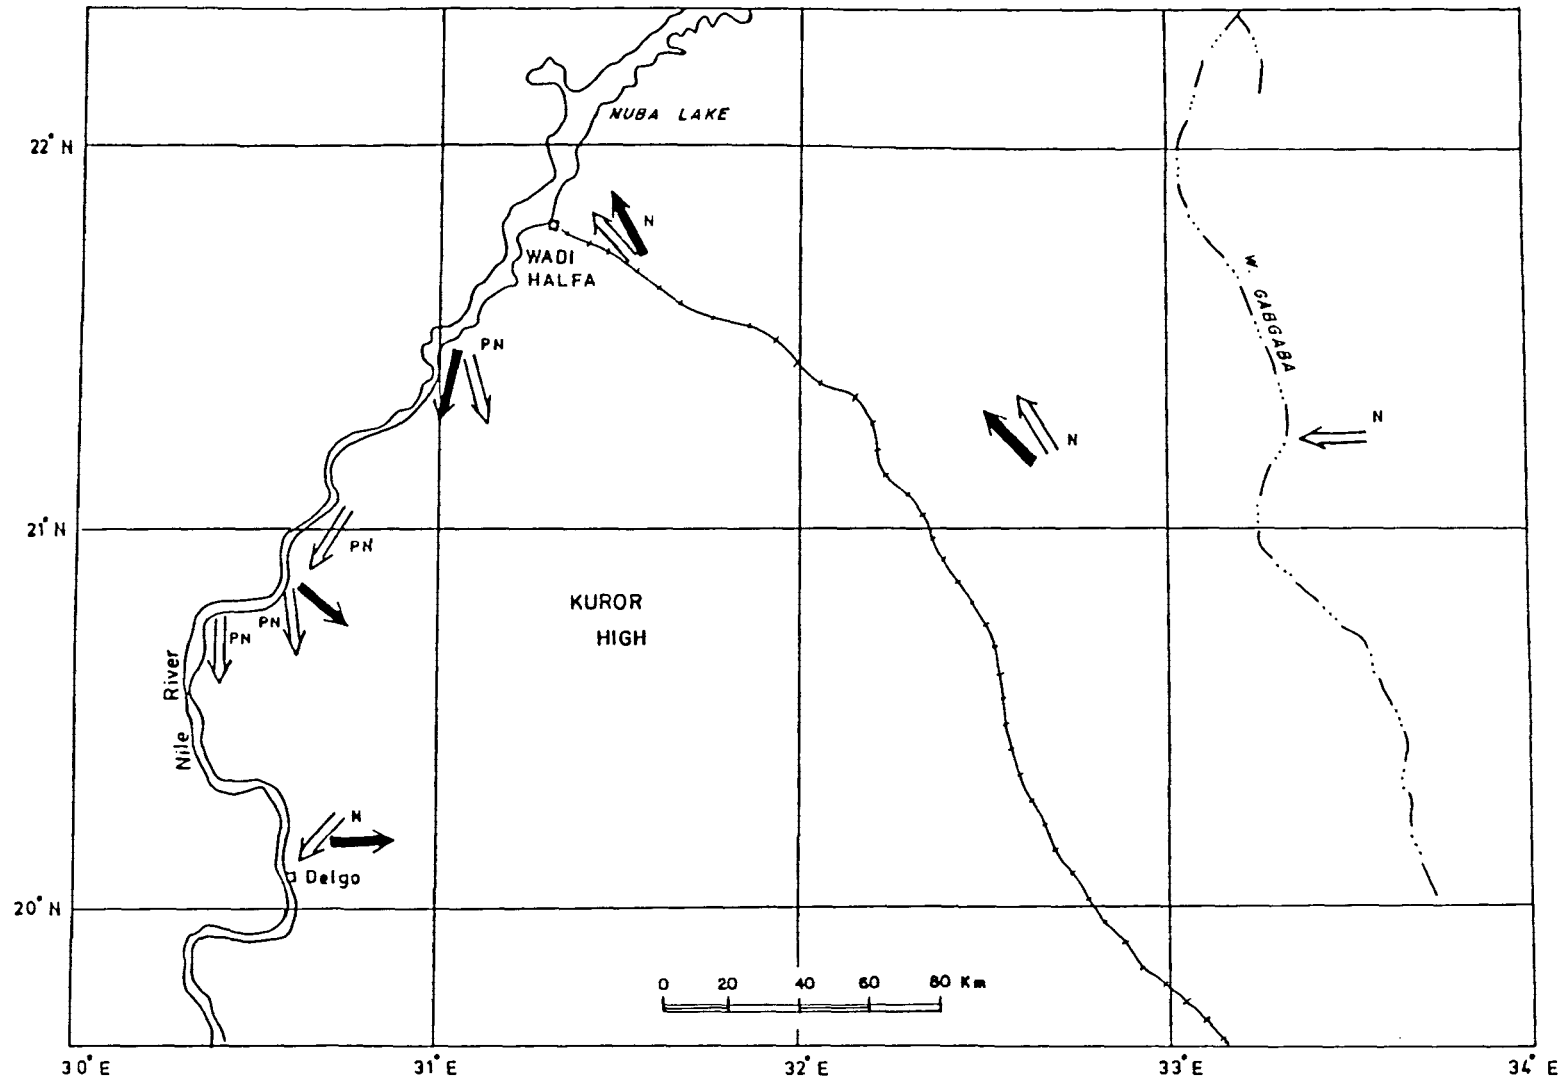 NUBA LAKE
22° N
N
WADI
HALFA
W. GABGABA
PN
N
N
21° N
PN
KUROR
HIGH
PN
PN
River
Nile
N
Delgo
20° N
0 20 40 60 80 Km
30° E 31° E 32° E 33° E 34° E